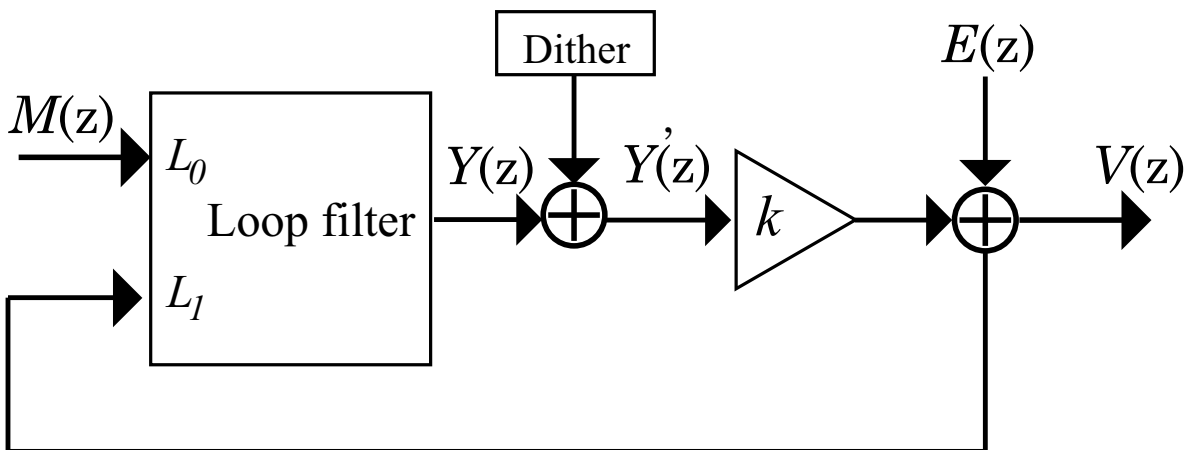 Dither
E(z)
M(z)
L0
Y(z)
Y'(z)
V(z)
k
Loop filter
L1